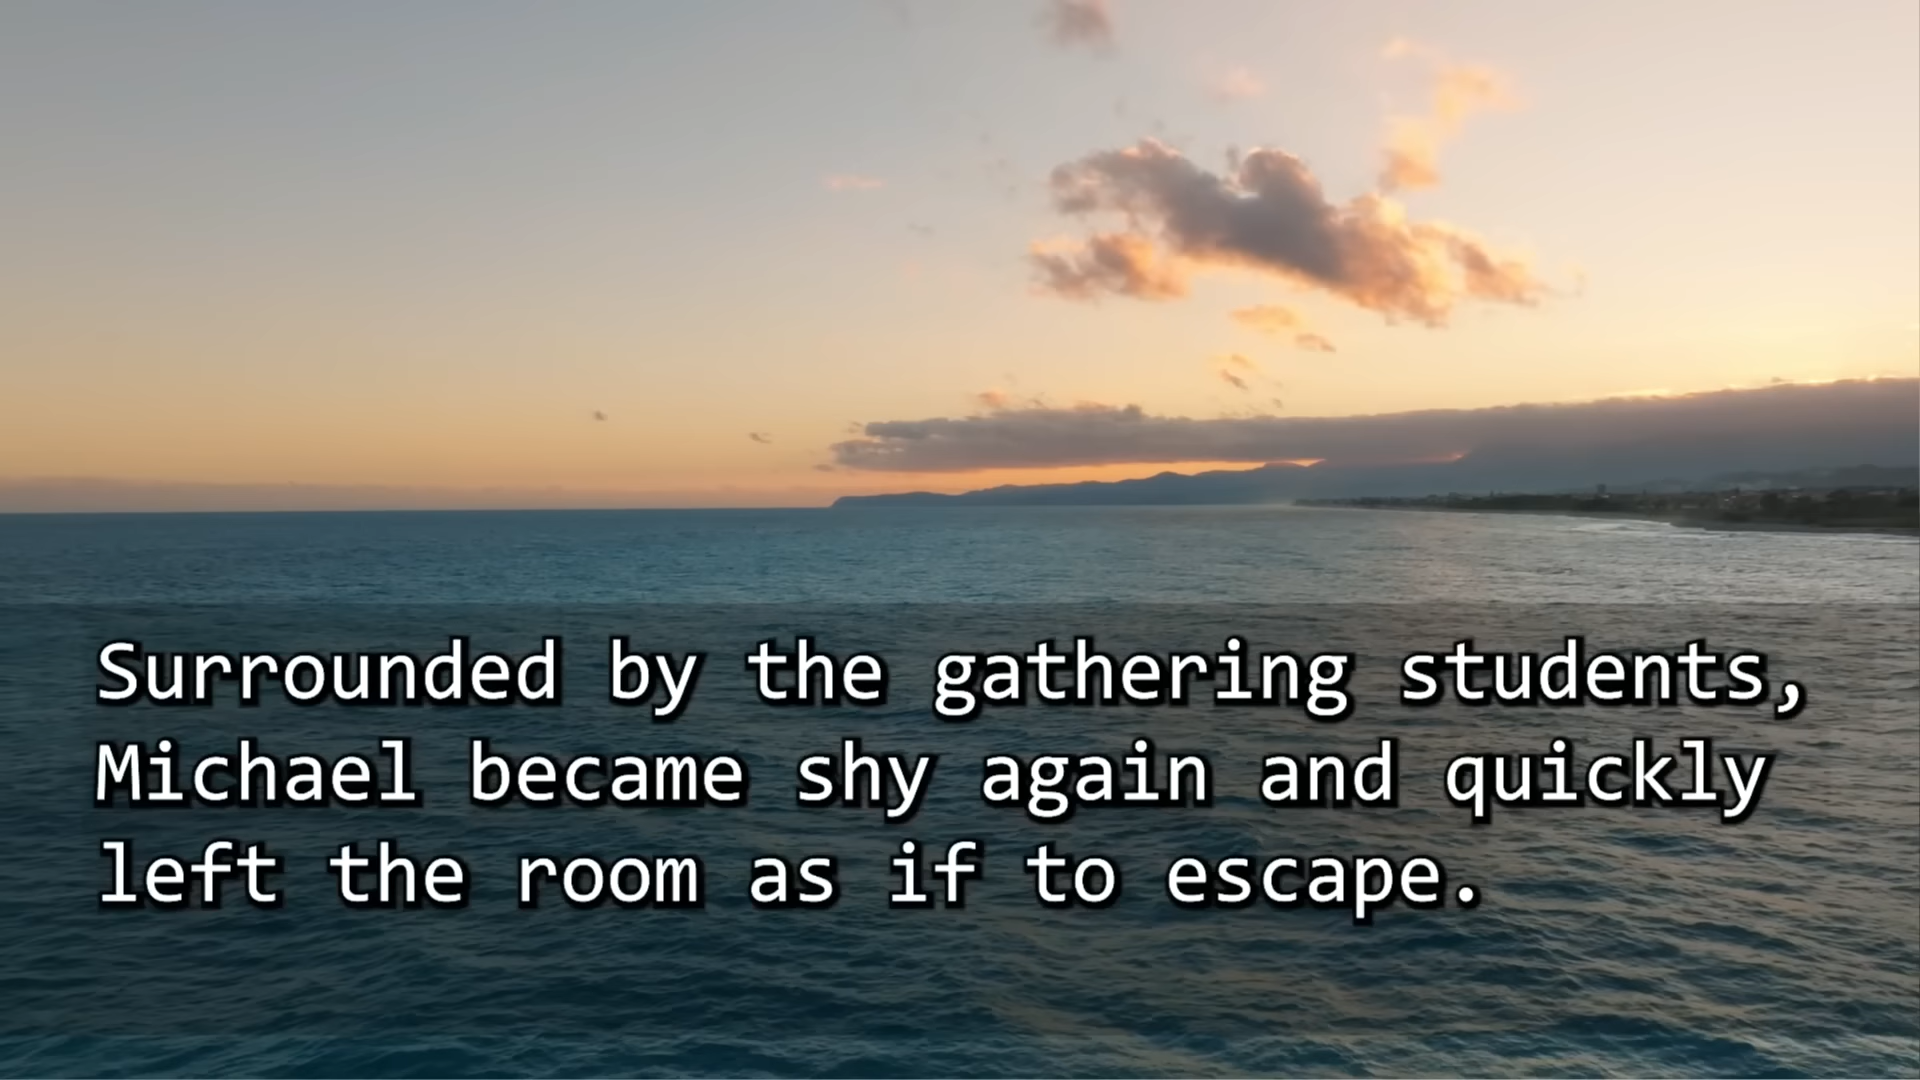 Surrounded by the gathering students,
Michael became shy again and quickly
left the room as if to escape.